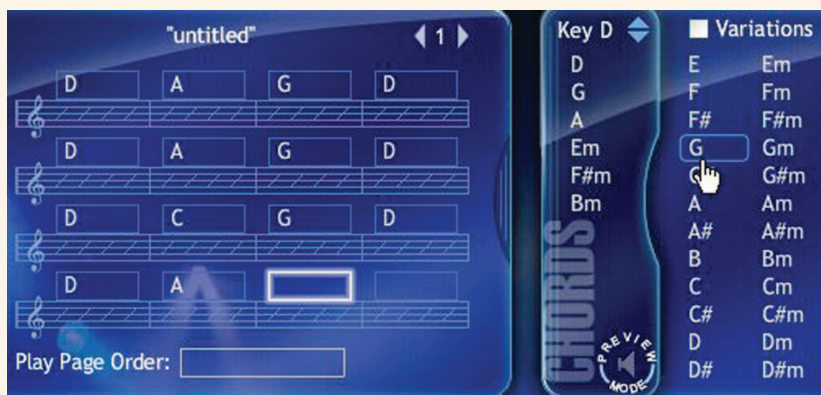 "untitled"
1
D A G D
D A G D
D C G D
D A
Play Page Order:
Key D
D
G
A
Em
F#m
Bm
CHORDS
PREVIEW
MODE
Variations
E Em
F Fm
F# F#m
G Gm
G#m
A Am
A# A#m
B Bm
C Cm
C# C#m
D Dm
D# D#m